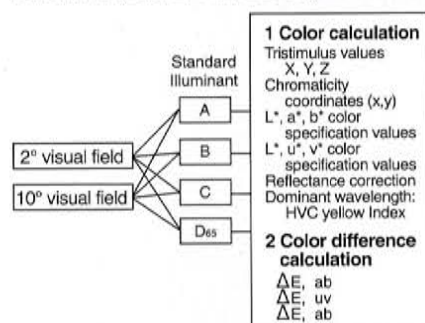 Standard
Illuminant
A
B
C
D65
2° visual field
10° visual field
1 Color calculation
Tristimulus values
X, Y, Z
Chromaticity
coordinates (x,y)
L*, a*, b* color
specification values
L*, u*, v* color
specification values
Reflectance correction
Dominant wavelength:
HVC yellow Index
2 Color difference
calculation
ΔE, ab
ΔE, uv
ΔE, ab